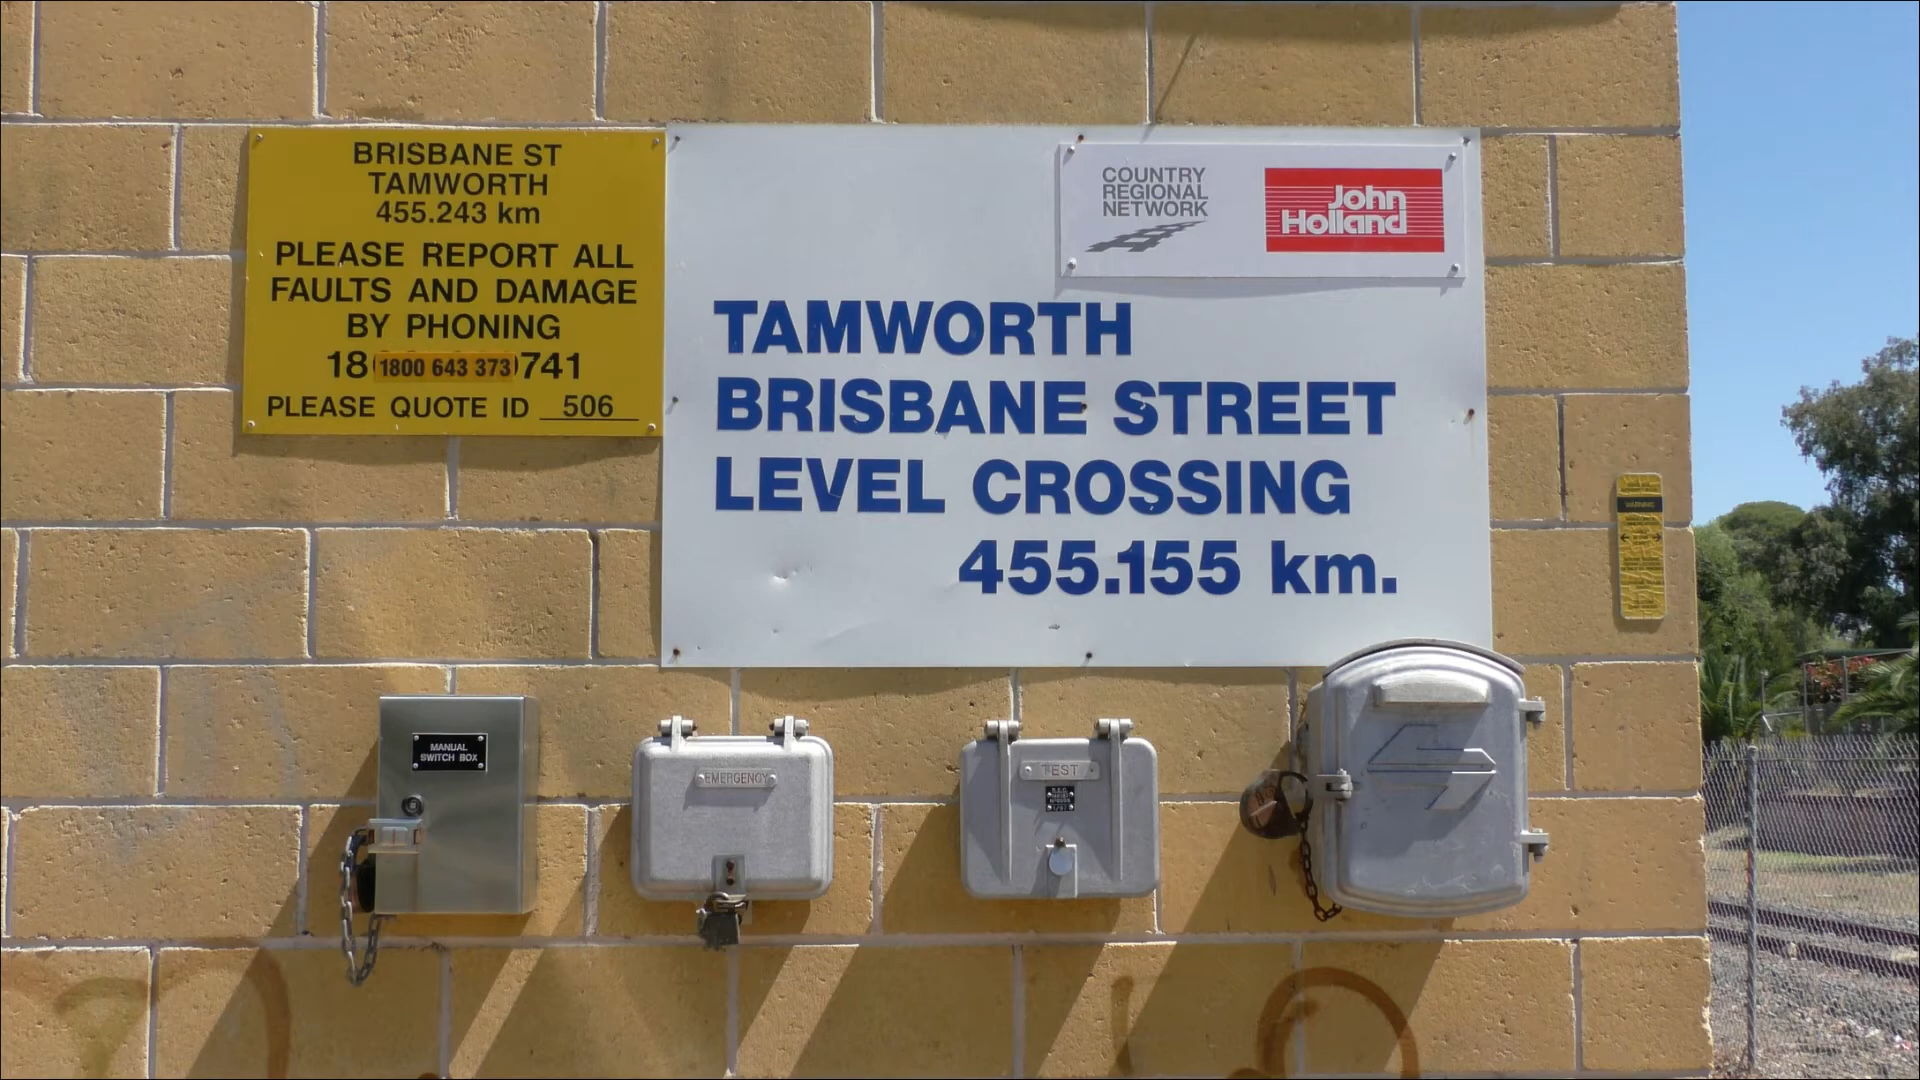 BRISBANE ST
TAMWORTH
455.243 km
PLEASE REPORT ALL
FAULTS AND DAMAGE
BY PHONING
18 1800 643 373 741
PLEASE QUOTE ID 506
COUNTRY
REGIONAL
NETWORK
John
Holland
TAMWORTH
BRISBANE STREET
LEVEL CROSSING
455.155 km.
WARNING
MANUAL
SWITCH BOX
EMERGENCY
TEST